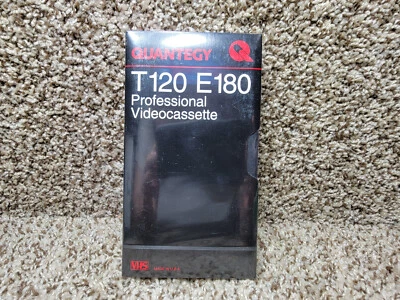 QUANTEGY
T120 E180
Professional
Videocassette
VHS